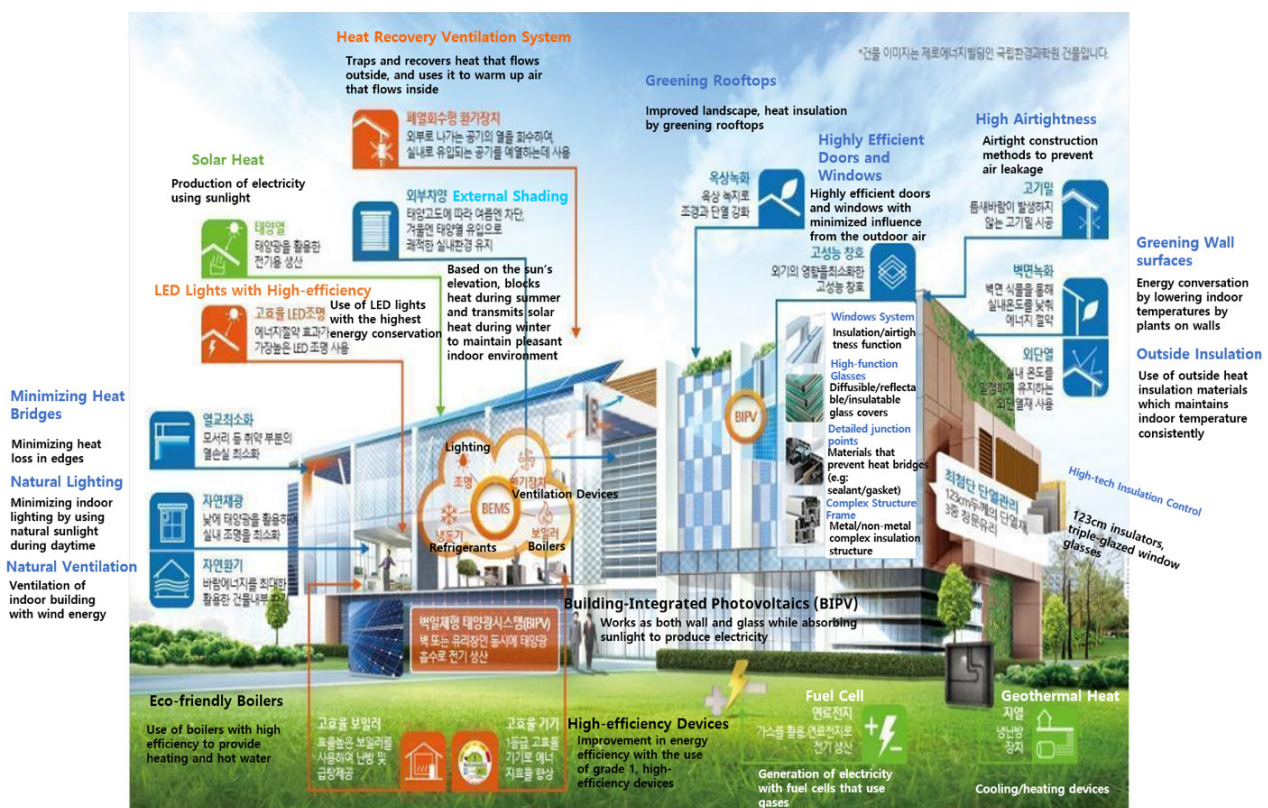 Heat Recovery Ventilation System
Traps and recovers heat that flows
outside, and uses it to warm up air
that flows inside
*건물 이미지는 제로에너지빌딩인 국립환경과학원 건물입니다.
폐열회수형 환기장치
외부로 나가는 공기의 열을 회수하여,
실내로 유입되는 공기를 예열하는데 사용
Greening Rooftops
Improved landscape, heat insulation
by greening rooftops
옥상녹화
옥상 녹지로
조경과 단열 강화
High Airtightness
Airtight construction
methods to prevent
air leakage
고기밀
틈새바람이 발생하지
않는 고기밀 시공
Highly Efficient
Doors and
Windows
Highly efficient doors
and windows with
minimized influence
from the outdoor air
고성능 창호
외기의 영향을최소화한
고성능 창호
Solar Heat
Production of electricity
using sunlight
태양열
태양광을 활용한
전기용 생산
외부차양 External Shading
태양고도에 따라 여름엔 차단,
겨울엔 태양열 유입으로
쾌적한 실내환경 유지
Based on the sun's
elevation, blocks
heat during summer
and transmits solar
heat during winter
to maintain pleasant
indoor environment
LED Lights with High-efficiency
Use of LED lights
with the highest
energy conservation
고효율 LED조명
에너지절약 효과가
가장높은 LED 조명 사용
Greening Wall
surfaces
Energy conversation
by lowering indoor
temperatures by
plants on walls
벽면녹화
벽면 식물을 통해
실내온도를 낮춰
에너지 절약
Outside Insulation
Use of outside heat
insulation materials
which maintains
indoor temperature
consistently
외단열
실내 온도를
유지하는
외단열재 사용
Windows System
Insulation/airtigh
tness function
High-function
Glasses
Diffusible/reflecta
ble/insulatable
glass covers
Detailed junction
points
Materials that
prevent heat bridges
(e.g:
sealant/gasket)
Complex Structure
Frame
Metal/non-metal
complex insulation
structure
BIPV
Minimizing Heat
Bridges
Minimizing heat
loss in edges
열교최소화
모서리 등 취약 부분의
열손실 최소화
Natural Lighting
Minimizing indoor
lighting by using
natural sunlight
during daytime
자연채광
낮에 태양광을 활용하여
실내 조명을 최소화
Natural Ventilation
Ventilation of
indoor building
with wind energy
자연환기
바람에너지를 최대한
활용한 건물내부
Lighting
조명
환기장치
Ventilation Devices
BEMS
냉동기
Refrigerants
보일러
Boilers
최첨단 단열관리
123cm두께의 단열재
3중 창문유리
High-tech Insulation Control
123cm insulators,
triple-glazed window
glasses
Building-Integrated Photovoltaics (BIPV)
Works as both wall and glass while absorbing
sunlight to produce electricity
벽일체형 태양광시스템(BIPV)
벽 또는 유리창인 동시에 태양광
흡수로 전기 생산
Eco-friendly Boilers
Use of boilers with high
efficiency to provide
heating and hot water
고효율 보일러
효율높은 보일러를
사용하여 난방 및
급탕제공
고효율 기기
1등급 고효율
기기로 에너
지효율 향상
High-efficiency Devices
Improvement in energy
efficiency with the use
of grade 1, high-
efficiency devices
Fuel Cell
연료전지
가스를 활용 연료전지로
전기 생산
Generation of electricity
with fuel cells that use
gases
Geothermal Heat
지열
냉난방
장치
Cooling/heating devices